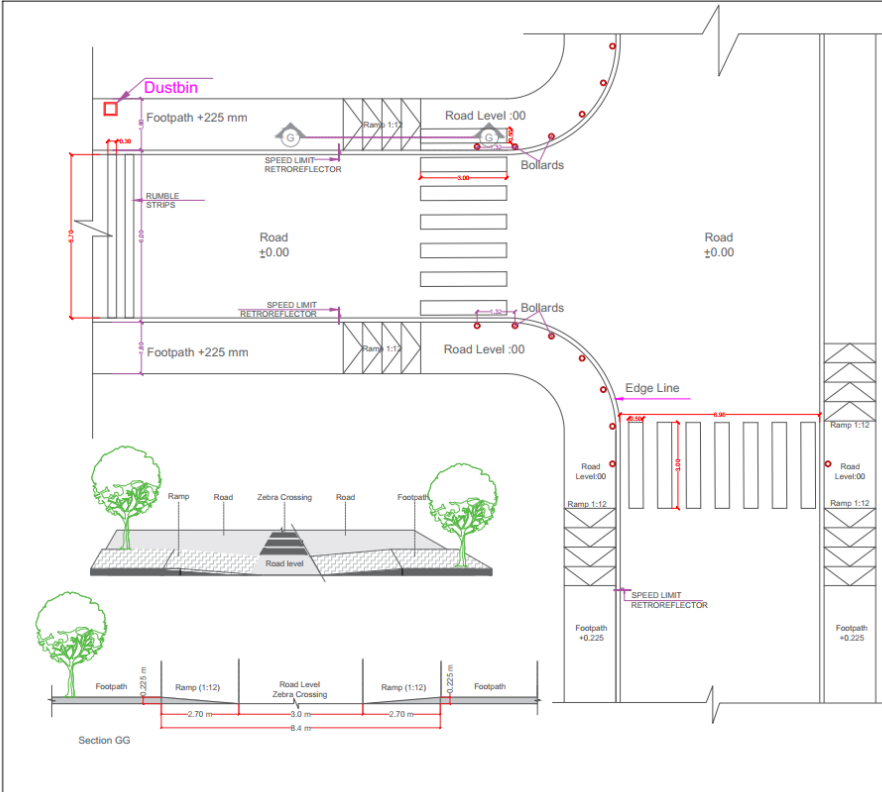 Dustbin
Footpath +225 mm
Ramp 1:12
Road Level :00
G
G
1.32
0.30
SPEED LIMIT
RETROREFLECTOR
Bollards
3.00
RUMBLE
STRIPS
Road
±0.00
Road
±0.00
SPEED LIMIT
RETROREFLECTOR
1.32
Bollards
Footpath +225 mm
Ramp 1:12
Road Level :00
Edge Line
0.50
3.00
Ramp 1:12
Road
Level:00
Road
Level:00
Ramp 1:12
Ramp 1:12
Ramp
Road
Zebra Crossing
Road
Footpath
Road level
SPEED LIMIT
RETROREFLECTOR
Footpath
+0.225
Footpath
+0.225
Footpath
0.225 m
Ramp (1:12)
Road Level
Zebra Crossing
Ramp (1:12)
0.225 m
Footpath
2.70 m
3.0 m
2.70 m
8.4 m
Section GG